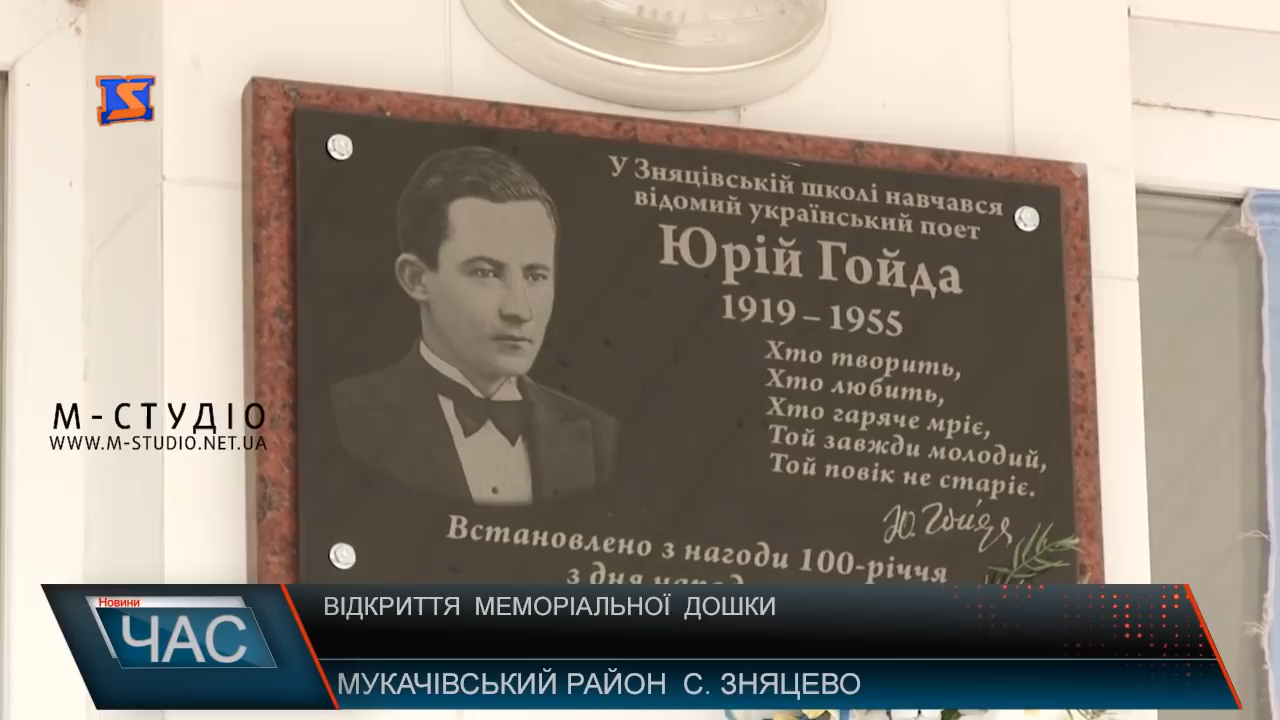 У Зняцівській школі навчався
відомий український поет
Юрій Гойда
1919 – 1955
Хто творить,
Хто любить,
Хто гаряче мріє,
Той завжди молодий,
Той повік не старіє.
Ю. Гойда
Встановлено з нагоди 100-річчя
з дня
М-СТУДІО
WWW.M-STUDIO.NET.UA
Новини
ЧАС
ВІДКРИТТЯ МЕМОРІАЛЬНОЇ ДОШКИ
МУКАЧІВСЬКИЙ РАЙОН С. ЗНЯЦЕВО